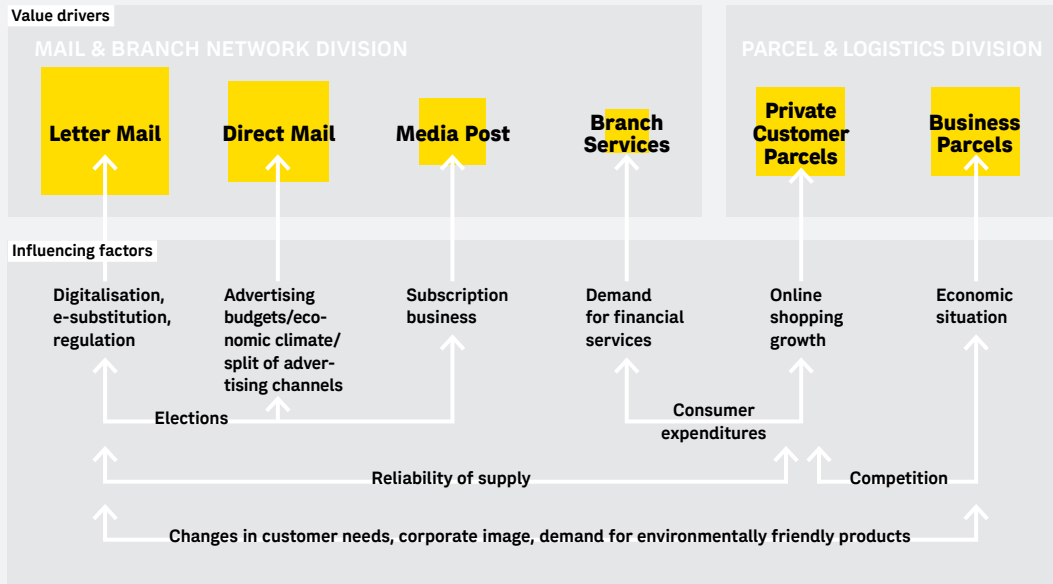 Value drivers
MAIL & BRANCH NETWORK DIVISION
PARCEL & LOGISTICS DIVISION
Letter Mail
Direct Mail
Media Post
Branch
Services
Private
Customer
Parcels
Business
Parcels
Influencing factors
Digitalisation,
e-substitution,
regulation
Advertising
budgets/eco-
nomic climate/
split of adver-
tising channels
Subscription
business
Demand
for financial
services
Online
shopping
growth
Economic
situation
Elections
Consumer
expenditures
Reliability of supply
Competition
Changes in customer needs, corporate image, demand for environmentally friendly products